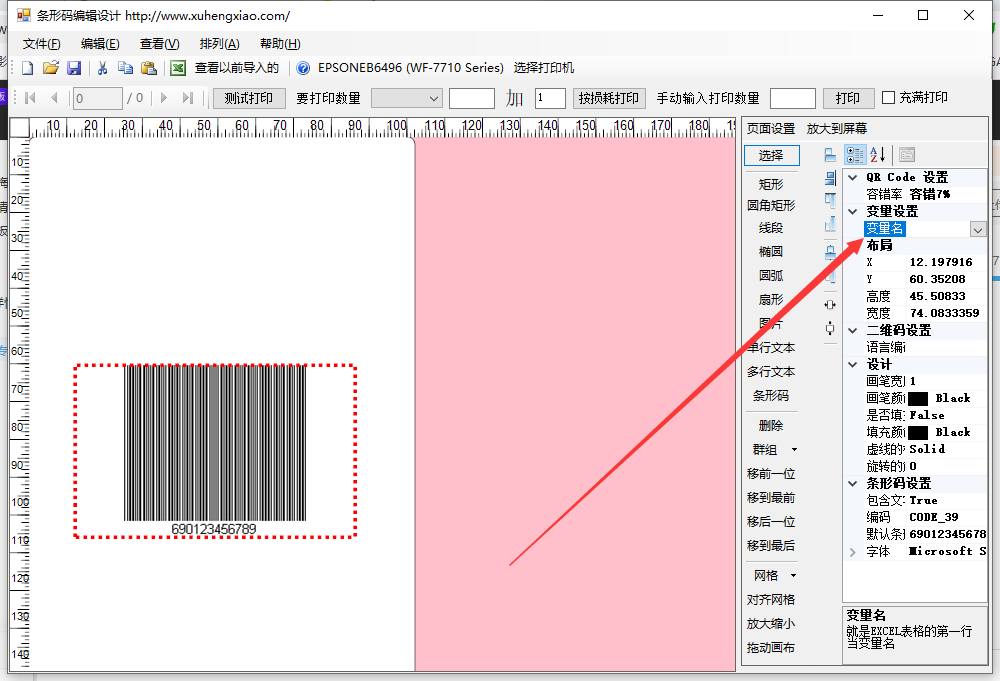 条形码编辑设计 http://www.xuhengxiao.com/
文件(F) 编辑(E) 查看(V) 排列(A) 帮助(H)
查看以前导入的 EPSONEB6496 (WF-7710 Series) 选择打印机
0 / 0 测试打印 要打印数量 加 1 按损耗打印 手动输入打印数量 打印 充满打印
10 20 30 40 50 60 70 80 90 100 110 120 130 140 150 160 170 180 19
10
20
30
40
50
60
70
80
90
100
110
120
130
140
690123456789
页面设置 放大到屏幕
选择
矩形
圆角矩形
线段
椭圆
圆弧
扇形
图片
单行文本
多行文本
条形码
删除
群组
移前一位
移到最前
移后一位
移到最后
网格
对齐网格
放大缩小
拖动画布
QR Code 设置
容错率 容错7%
变量设置
变量名
布局
X 12.197916
Y 60.35208
高度 45.50833
宽度 74.0833359
二维码设置
语言编
设计
画笔宽 1
画笔颜 Black
是否填 False
填充颜 Black
虚线的 Solid
旋转的 0
条形码设置
包含文 True
编码 CODE_39
默认条 69012345678
字体 Microsoft S
变量名
就是EXCEL表格的第一行
当变量名